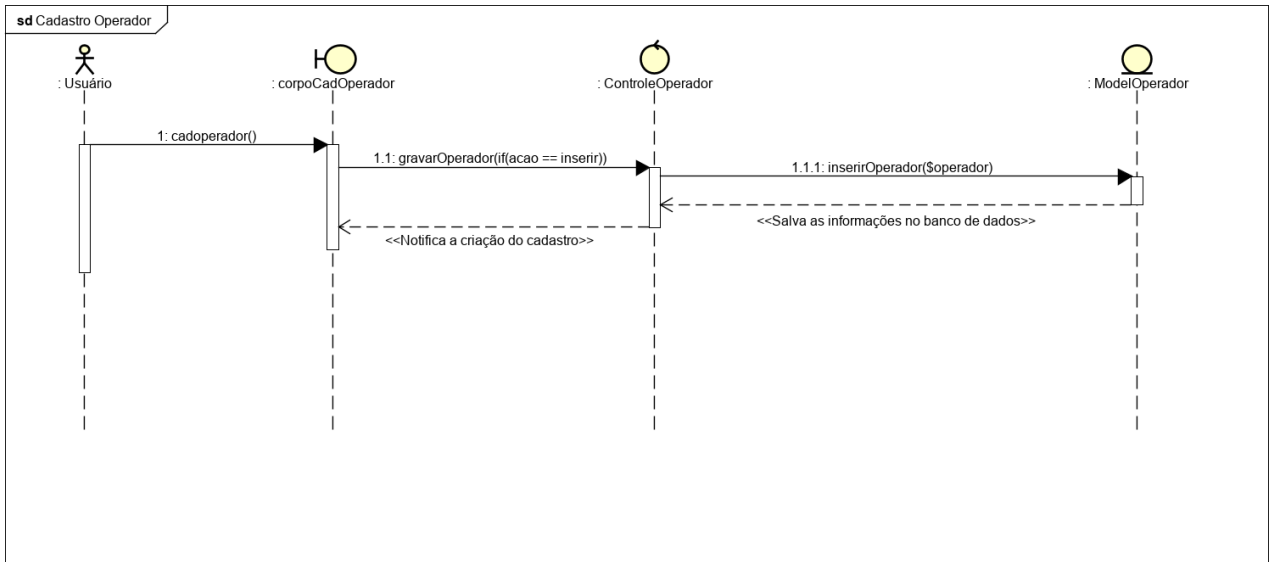 sd Cadastro Operador
: Usuário
: corpoCadOperador
: ControleOperador
: ModelOperador
1: cadoperador()
1.1: gravarOperador(if(acao == inserir))
1.1.1: inserirOperador($operador)
<<Salva as informações no banco de dados>>
<<Notifica a criação do cadastro>>